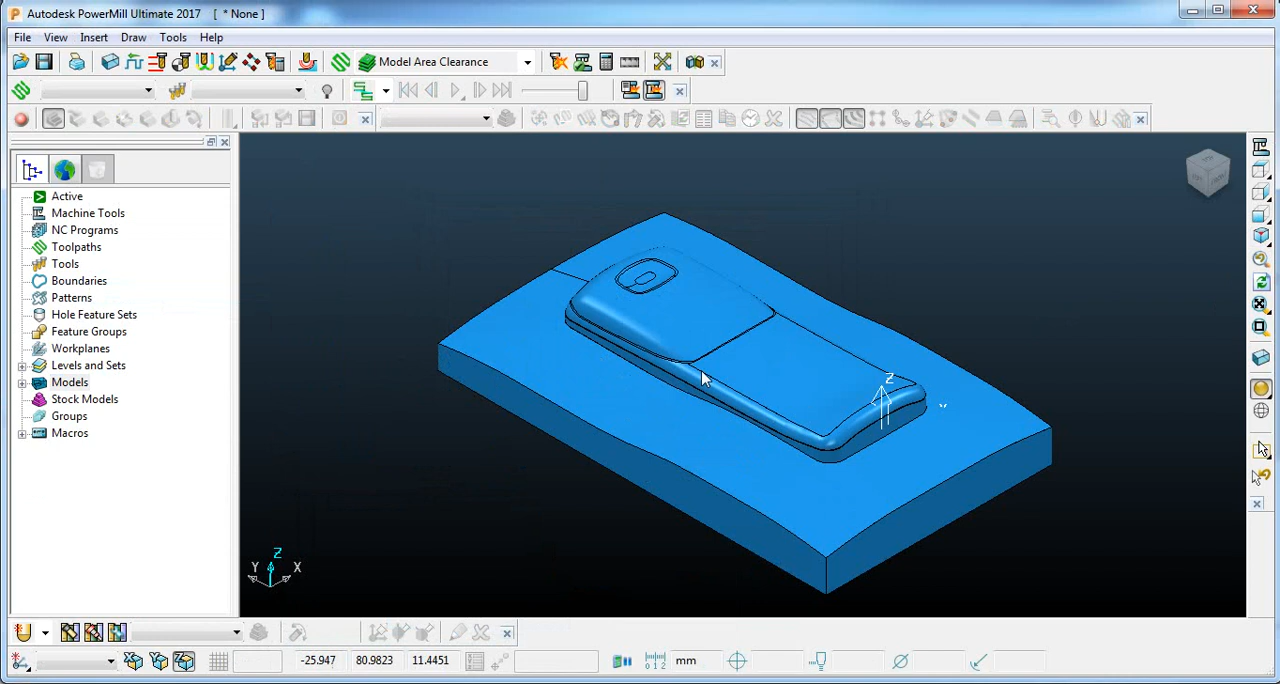 Autodesk PowerMill Ultimate 2017 [ * None ]
File View Insert Draw Tools Help
Model Area Clearance
Active
Machine Tools
NC Programs
Toolpaths
Tools
Boundaries
Patterns
Hole Feature Sets
Feature Groups
Workplanes
Levels and Sets
Models
Stock Models
Groups
Macros
Z
Z
Y
X
-25.947 80.9823 11.4451 mm